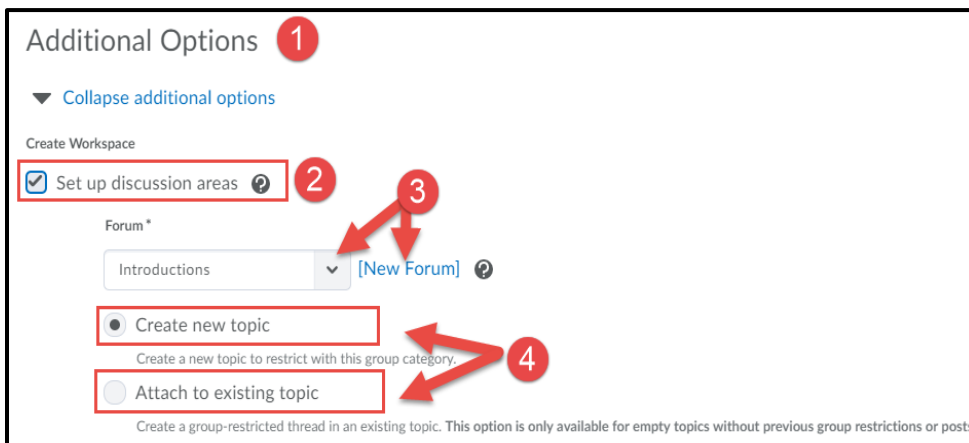 Additional Options 1
Collapse additional options
Create Workspace
Set up discussion areas ? 2
3
Forum *
Introductions [New Forum] ?
Create new topic
Create a new topic to restrict with this group category.
4
Attach to existing topic
Create a group-restricted thread in an existing topic. This option is only available for empty topics without previous group restrictions or posts